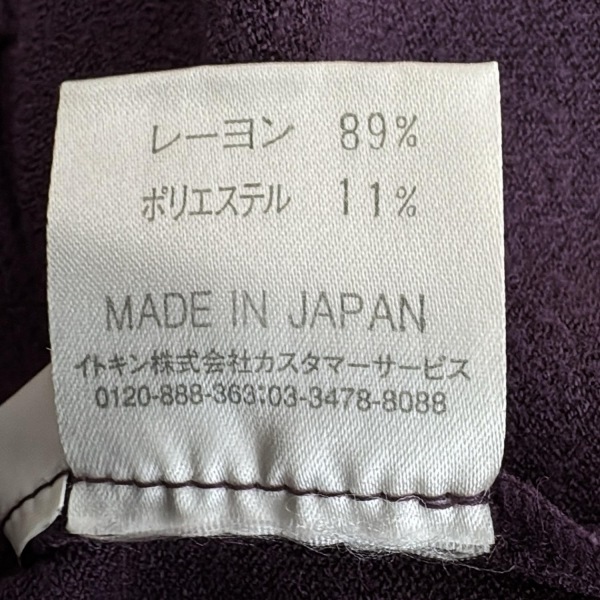 レーヨン 89%
ポリエステル 11%
MADE IN JAPAN
イトキン株式会社カスタマーサービス
0120-888-363:03-3478-8088